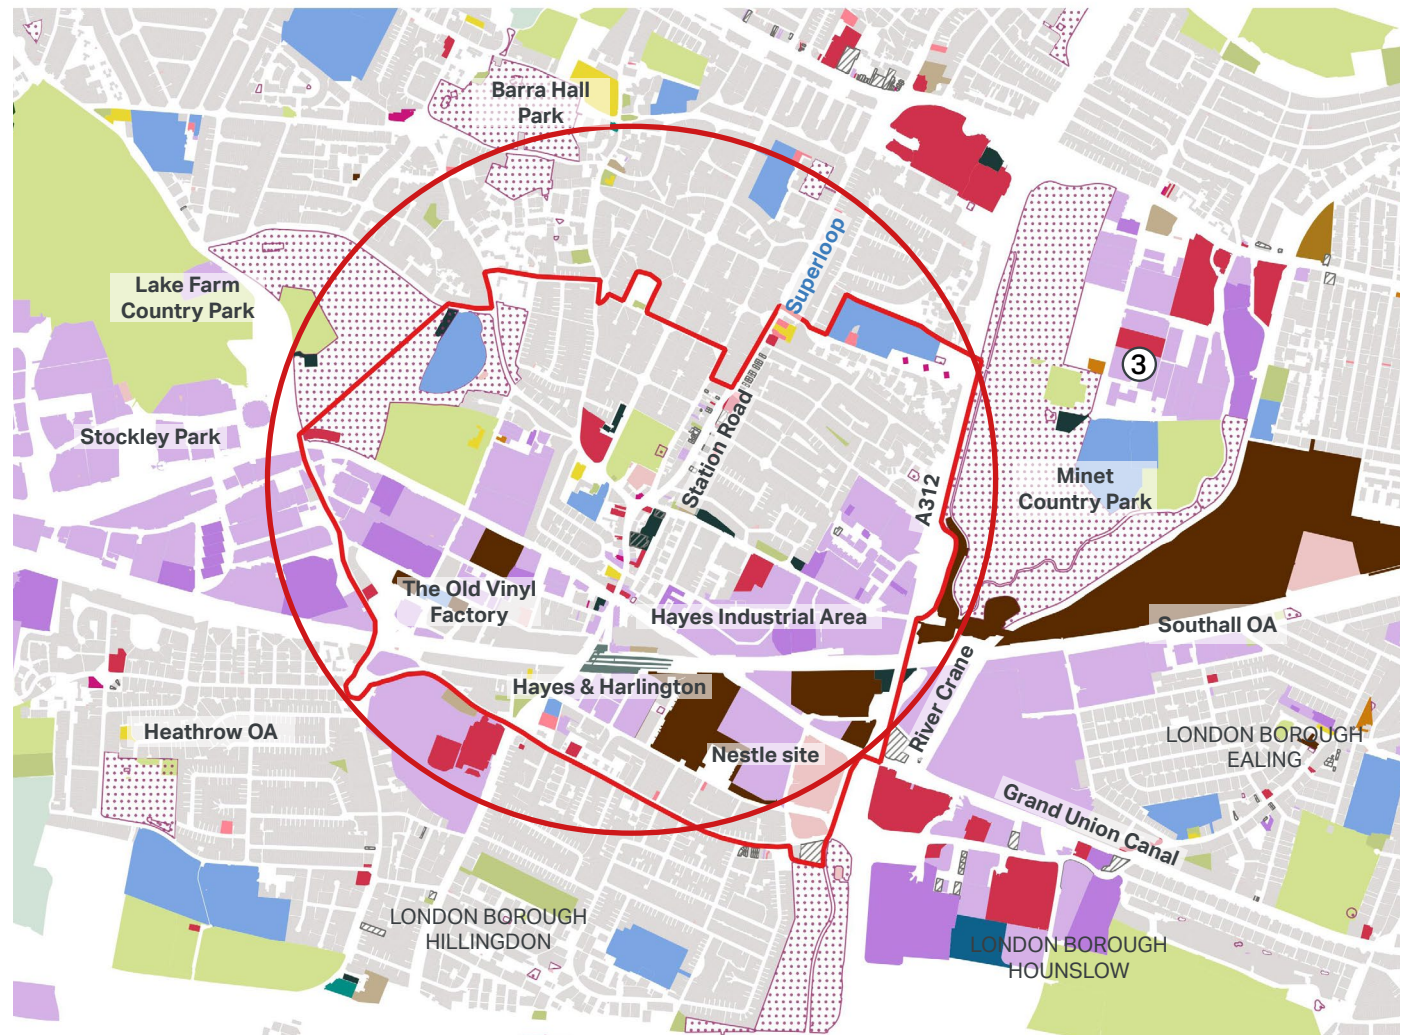 Barra Hall
Park
Superloop
Lake Farm
Country Park
3
Stockley Park
Station Road
A312
Minet
Country Park
The Old Vinyl
Factory
Hayes Industrial Area
Southall OA
Hayes & Harlington
River Crane
Heathrow OA
Nestle site
LONDON BOROUGH
EALING
Grand Union Canal
LONDON BOROUGH
HILLINGDON
LONDON BOROUGH
HOUNSLOW